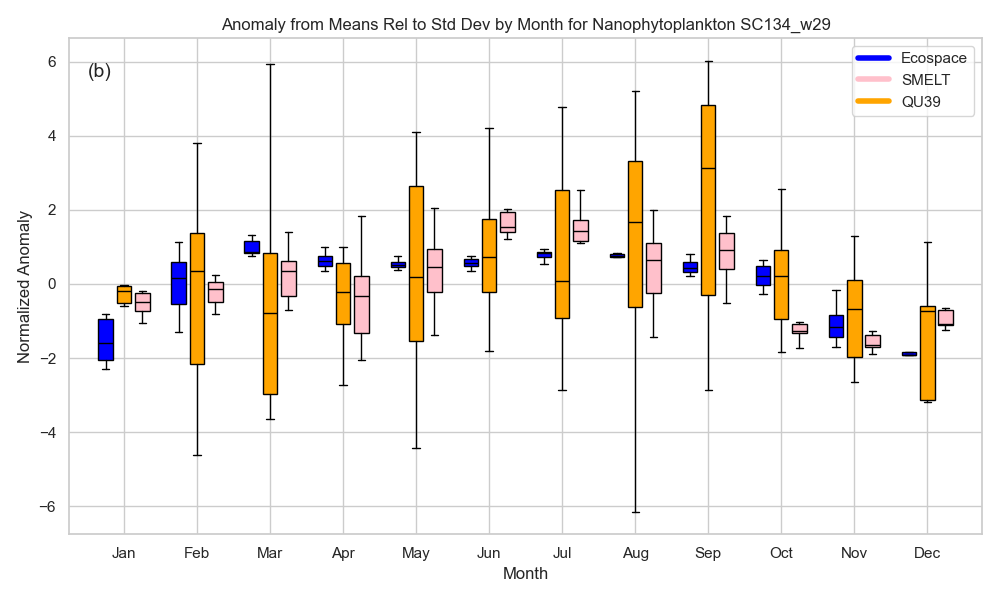 Anomaly from Means Rel to Std Dev by Month for Nanophytoplankton SC134_w29
(b)
Ecospace
SMELT
QU39
Normalized Anomaly
6
4
2
0
−2
−4
−6
Jan Feb Mar Apr May Jun Jul Aug Sep Oct Nov Dec
Month